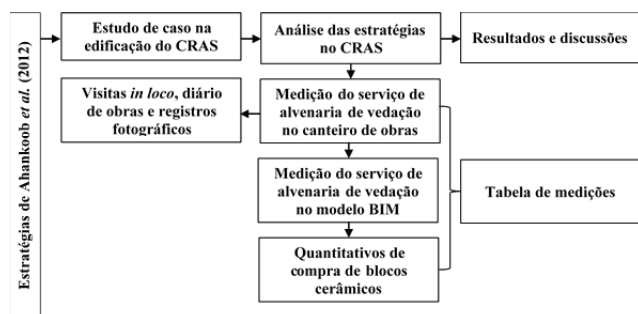 Estratégias de Ahankoob et al. (2012)
Estudo de caso na
edificação do CRAS
Análise das estratégias
no CRAS
Resultados e discussões
Visitas in loco, diário
de obras e registros
fotográficos
Medição do serviço de
alvenaria de vedação
no canteiro de obras
Medição do serviço de
alvenaria de vedação
no modelo BIM
Tabela de medições
Quantitativos de
compra de blocos
cerâmicos